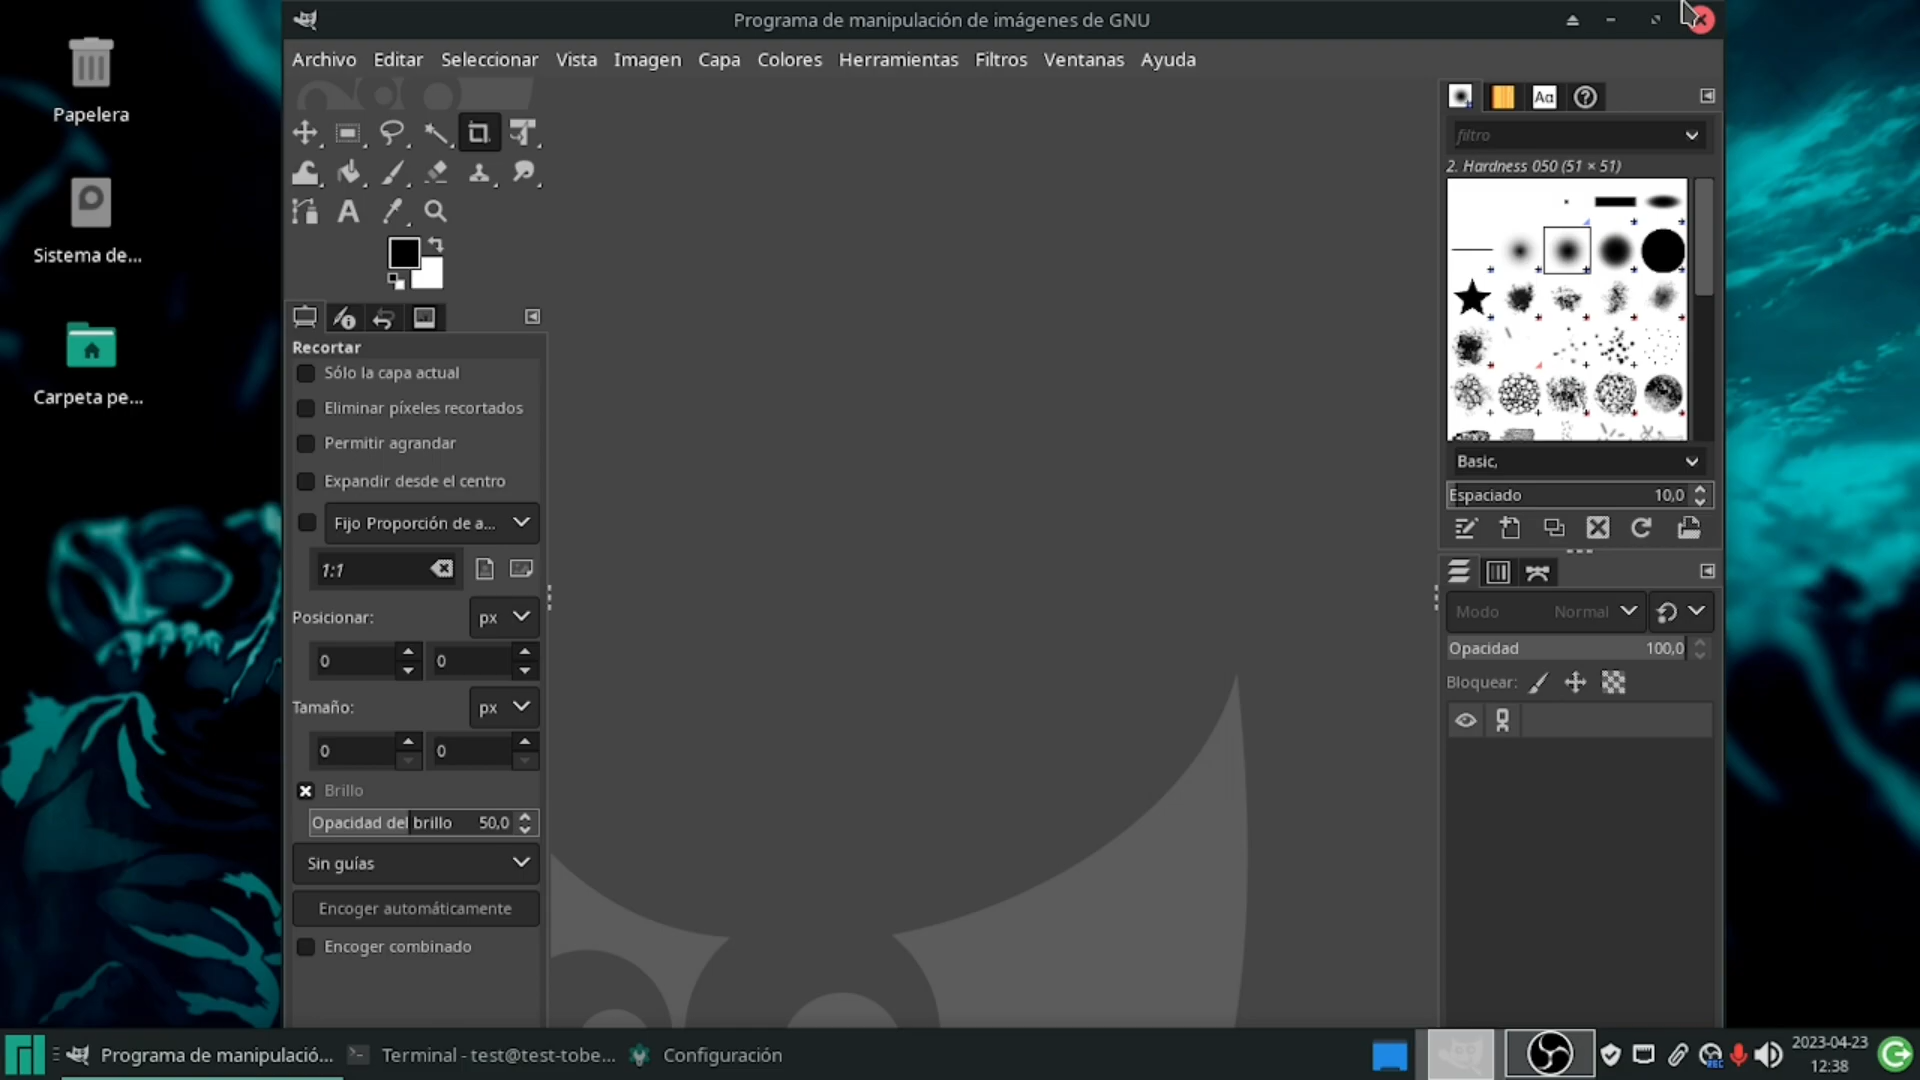 Programa de manipulación de imágenes de GNU
Archivo Editar Seleccionar Vista Imagen Capa Colores Herramientas Filtros Ventanas Ayuda
Papelera
Sistema de...
Carpeta pe...
Recortar
Sólo la capa actual
Eliminar píxeles recortados
Permitir agrandar
Expandir desde el centro
Fijo Proporción de a...
1:1
Posicionar: px
0 0
Tamaño: px
0 0
Brillo
Opacidad del brillo 50,0
Sin guías
Encoger automáticamente
Encoger combinado
Aa
filtro
2. Hardness 050 (51 × 51)
Basic,
Espaciado 10,0
Modo Normal
Opacidad 100,0
Bloquear:
Programa de manipulació...
Terminal - test@test-tobe...
Configuración
REC
2023-04-23
12:38